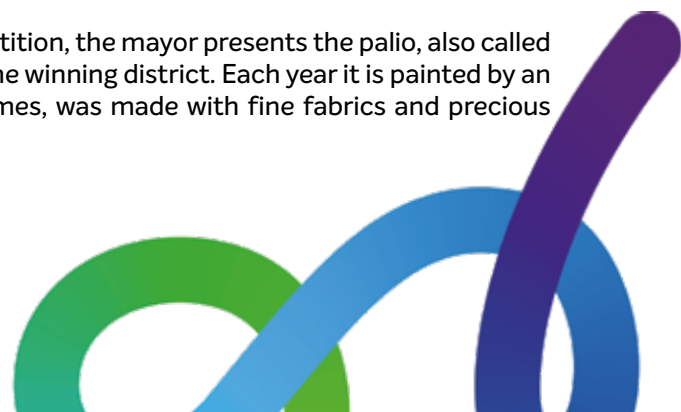 tition, the mayor presents the palio, also called
ne winning district. Each year it is painted by an
mes, was made with fine fabrics and precious